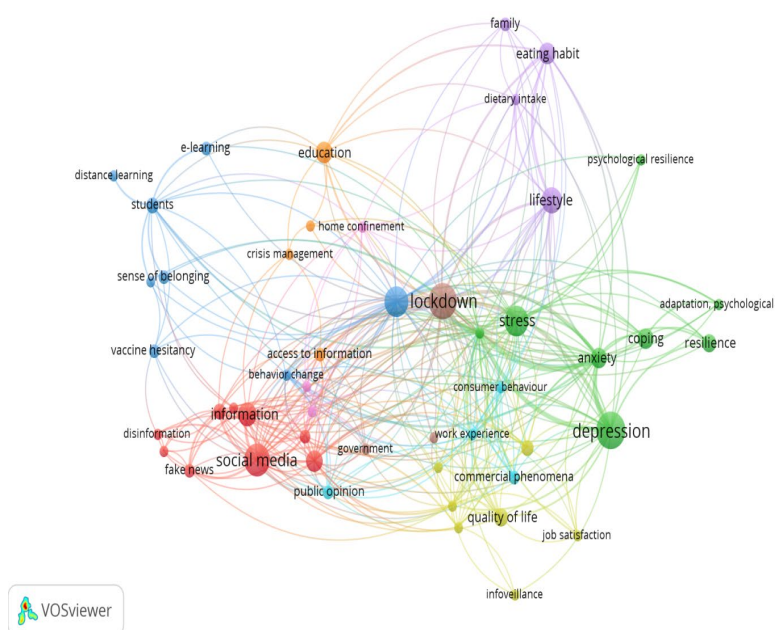 family
eating habit
dietary intake
e-learning
education
psychological resilience
distance learning
students
lifestyle
home confinement
crisis management
sense of belonging
lockdown
adaptation, psychological
stress
coping
resilience
vaccine hesitancy
access to information
anxiety
behavior change
consumer behaviour
information
disinformation
work experience
depression
social media
government
fake news
commercial phenomena
public opinion
quality of life
job satisfaction
infoveillance
VOSviewer